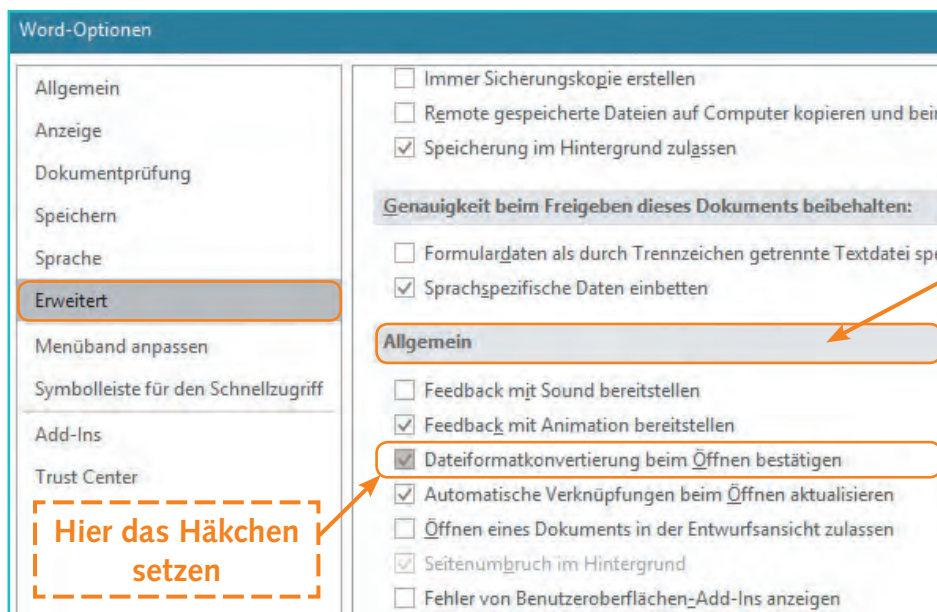 Word-Optionen
Allgemein
Anzeige
Dokumentprüfung
Speichern
Sprache
Erweitert
Menüband anpassen
Symbolleiste für den Schnellzugriff
Add-Ins
Trust Center
Hier das Häkchen
setzen
Immer Sicherungskopie erstellen
Remote gespeicherte Dateien auf Computer kopieren und bei
Speicherung im Hintergrund zulassen
Genauigkeit beim Freigeben dieses Dokuments beibehalten:
Formulardaten als durch Trennzeichen getrennte Textdatei spe
Sprachspezifische Daten einbetten
Allgemein
Feedback mit Sound bereitstellen
Feedback mit Animation bereitstellen
Dateiformatkonvertierung beim Öffnen bestätigen
Automatische Verknüpfungen beim Öffnen aktualisieren
Öffnen eines Dokuments in der Entwurfsansicht zulassen
Seitenumbruch im Hintergrund
Fehler von Benutzeroberflächen-Add-Ins anzeigen